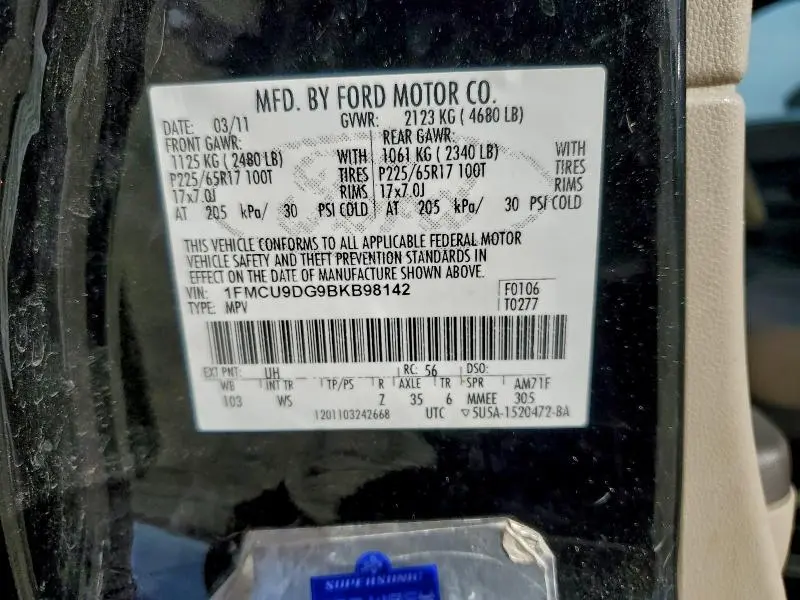 MFD. BY FORD MOTOR CO.
DATE: 03/11 GVWR: 2123 KG ( 4680 LB)
FRONT GAWR: REAR GAWR:
1125 KG ( 2480 LB) WITH 1061 KG ( 2340 LB) WITH
P225/65R17 100T TIRES P225/65R17 100T TIRES
17x7.0J RIMS 17x7.0J RIMS
AT 205 kPa/ 30 PSI COLD AT 205 kPa/ 30 PSI COLD
THIS VEHICLE CONFORMS TO ALL APPLICABLE FEDERAL MOTOR
VEHICLE SAFETY AND THEFT PREVENTION STANDARDS IN
EFFECT ON THE DATE OF MANUFACTURE SHOWN ABOVE.
VIN: 1FMCU9DG9BKB98142 F0106
TYPE: MPV T0277
EXT PNT: UH RC: 56 DSO:
WB INT TR TP/PS R AXLE TR SPR AM71F
103 WS Z 35 6 MMEE 305
1201103242668 UTC ▽5U5A-1520472-BA
SUPERSONIC